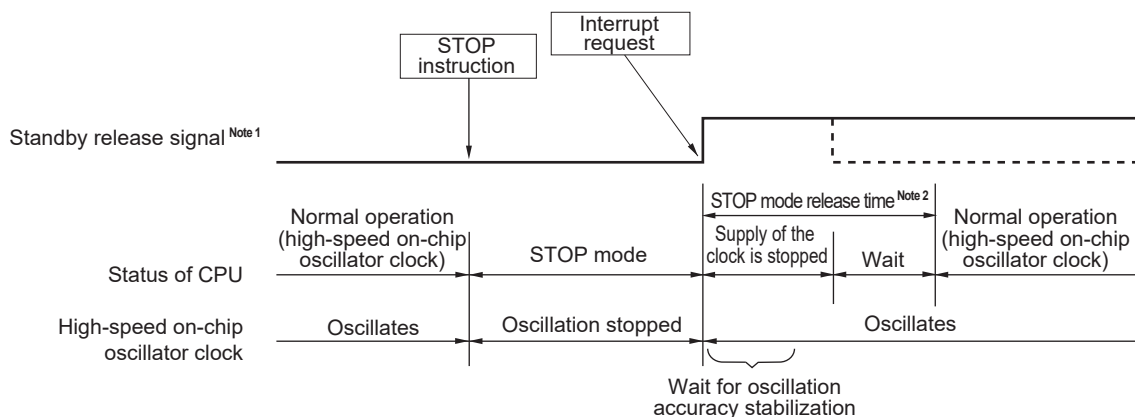 STOP
instruction
Interrupt
request
Standby release signal Note 1
STOP mode release time Note 2
Normal operation
(high-speed on-chip
oscillator clock)
STOP mode
Supply of the
clock is stopped
Wait
Normal operation
(high-speed on-chip
oscillator clock)
Status of CPU
High-speed on-chip
oscillator clock
Oscillates
Oscillation stopped
Oscillates
Wait for oscillation
accuracy stabilization